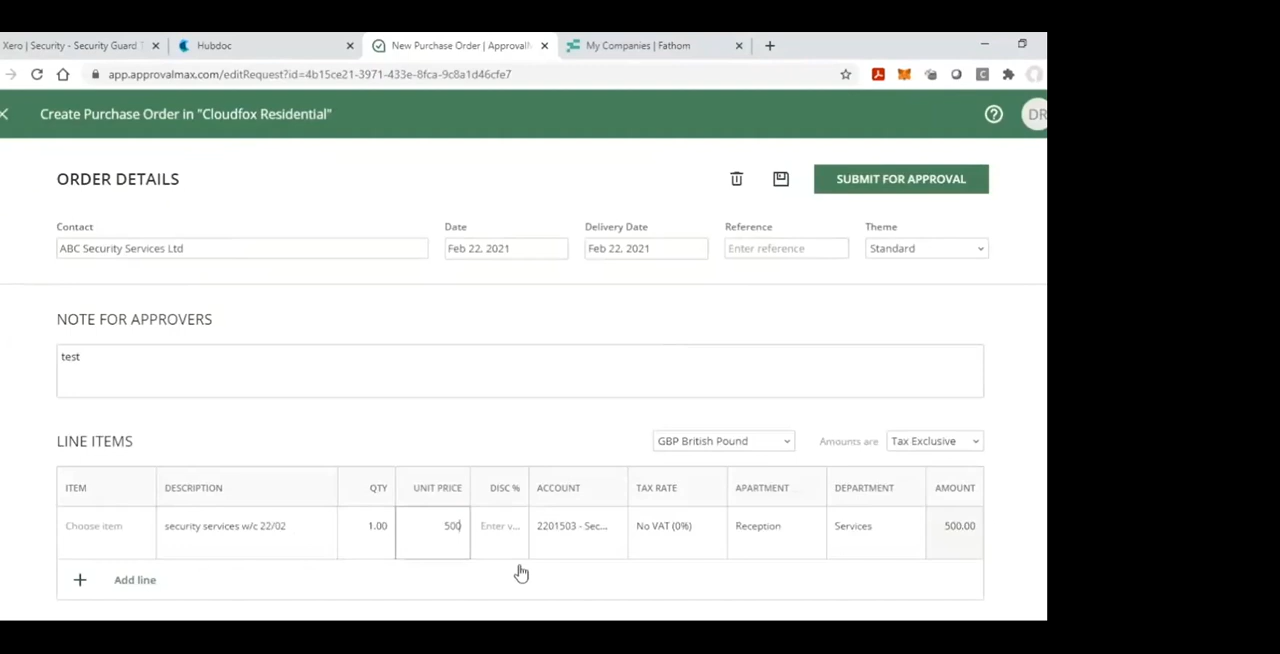 Xero | Security - Security Guard
Hubdoc
New Purchase Order | Approval
My Companies | Fathom
app.approvalmax.com/editRequest?id=4b15ce21-3971-433e-8fca-9c8a1d46cfe7
Create Purchase Order in "Cloudfox Residential"
DR
ORDER DETAILS
SUBMIT FOR APPROVAL
Contact Date Delivery Date Reference Theme
ABC Security Services Ltd Feb 22, 2021 Feb 22, 2021 Enter reference Standard
NOTE FOR APPROVERS
test
LINE ITEMS GBP British Pound Amounts are Tax Exclusive
ITEM DESCRIPTION QTY UNIT PRICE DISC % ACCOUNT TAX RATE APARTMENT DEPARTMENT AMOUNT
Choose item security services w/c 22/02 1.00 500 Enter v... 2201503 - Sec... No VAT (0%) Reception Services 500.00
+ Add line